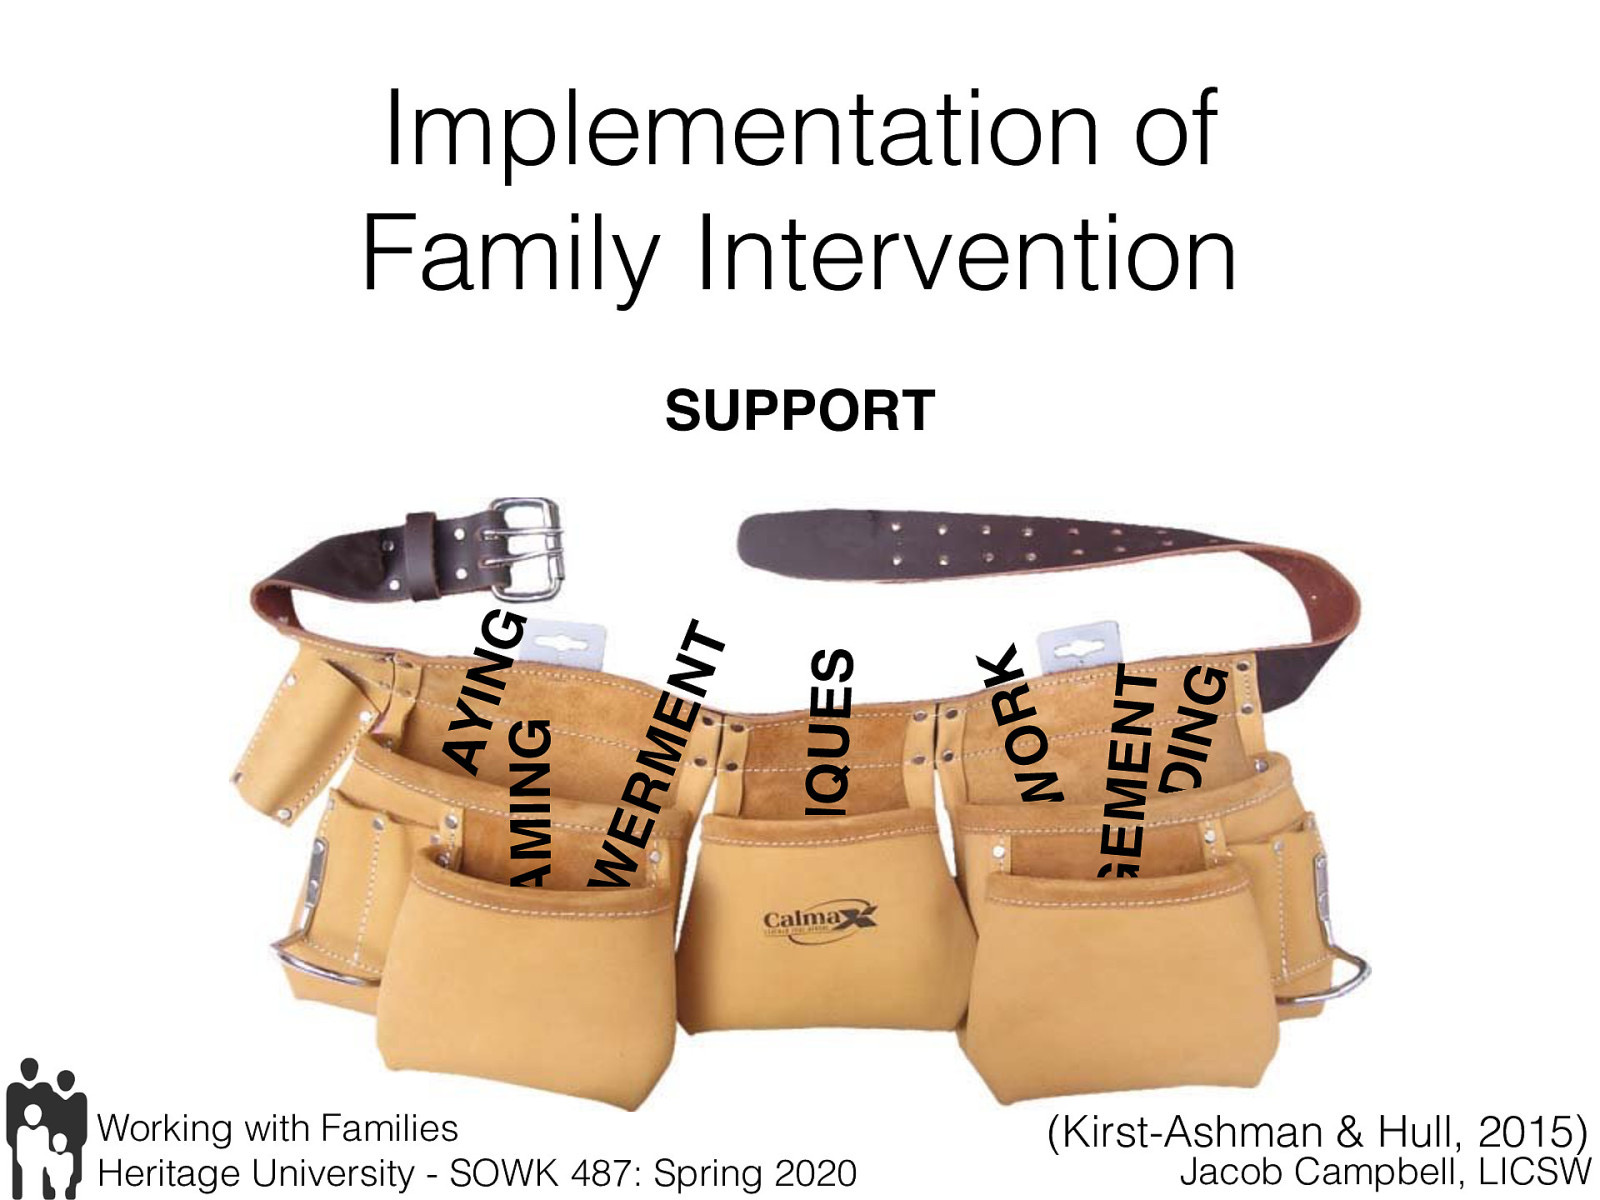 Implementation of
Family Intervention
SUPPORT
AYING
AMING
WERMENT
IQUES
WORK
GEMENT
DING
CalmaX
Working with Families
Heritage University - SOWK 487: Spring 2020
(Kirst-Ashman & Hull, 2015)
Jacob Campbell, LICSW